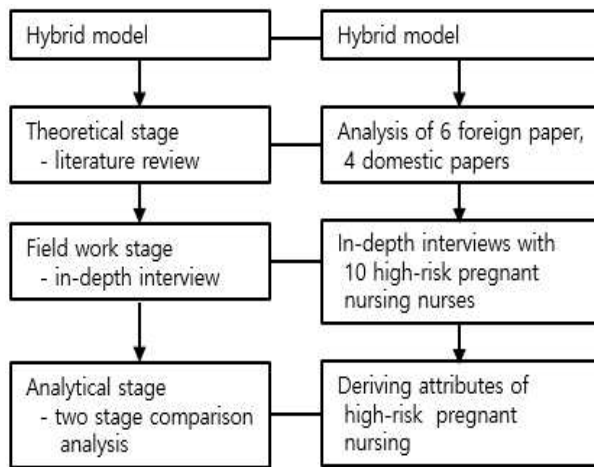 Hybrid model
Hybrid model
Theoretical stage
- literature review
Analysis of 6 foreign paper,
4 domestic papers
Field work stage
- in-depth interview
In-depth interviews with
10 high-risk pregnant
nursing nurses
Analytical stage
- two stage comparison
analysis
Deriving attributes of
high-risk pregnant
nursing